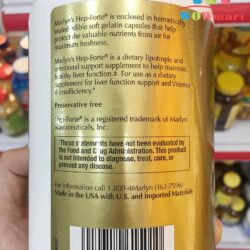 Marlyn's Hep-Forte® is enclosed in hermetically
sealed edible soft gelatin capsules that help
protect the valuable nutrients from air for
maximum freshness.
Marlyn's Hep-Forte® is a dietary lipotropic and
nutritional support supplement to help maintain
healthy liver function.‡ For use as a dietary
supplement for liver function support and Vitamin
insufficiency.‡
Preservative free
Hep-Forte® is a registered trademark of Marlyn
Nutraceuticals, Inc.
‡These statements have not been evaluated by
the Food and Drug Administration. This product
is not intended to diagnose, treat, cure, or
prevent any disease.
For information call 1-800-4Marlyn (462-7596)
Made in the USA with U.S. and Imported Materials